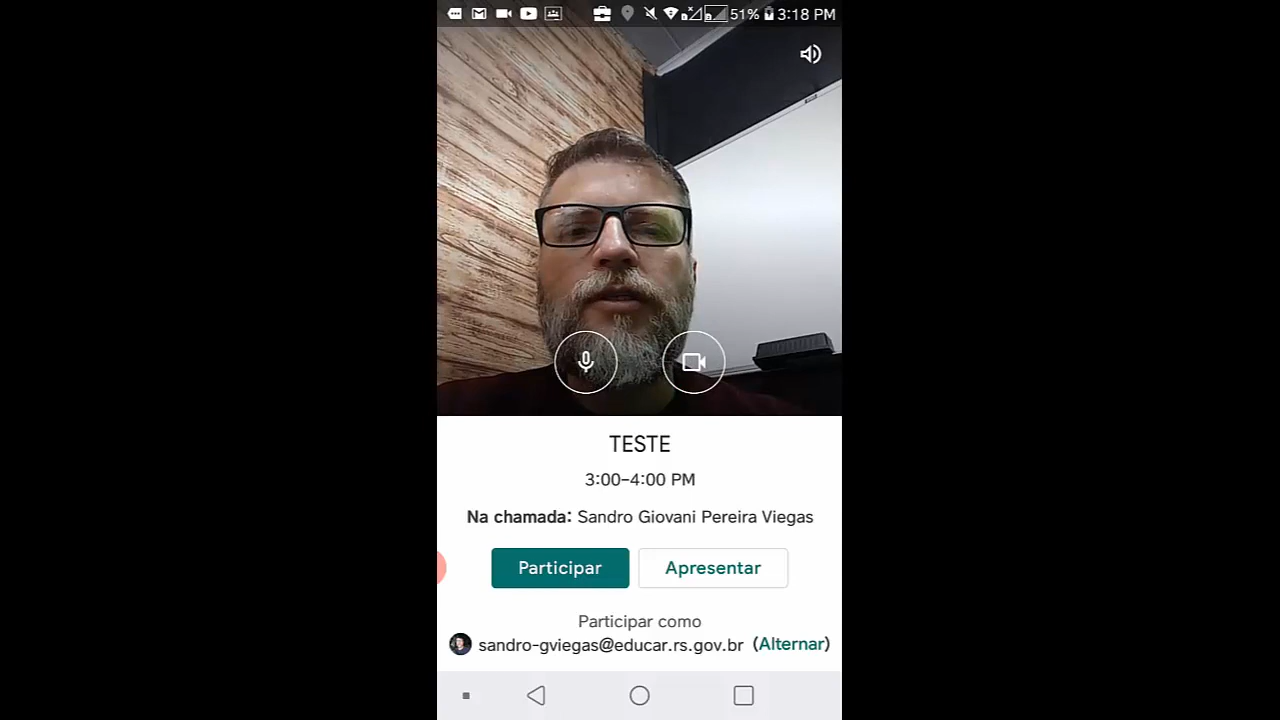 51% 3:18 PM
TESTE
3:00–4:00 PM
Na chamada: Sandro Giovani Pereira Viegas
Participar Apresentar
Participar como
sandro-gviegas@educar.rs.gov.br (Alternar)